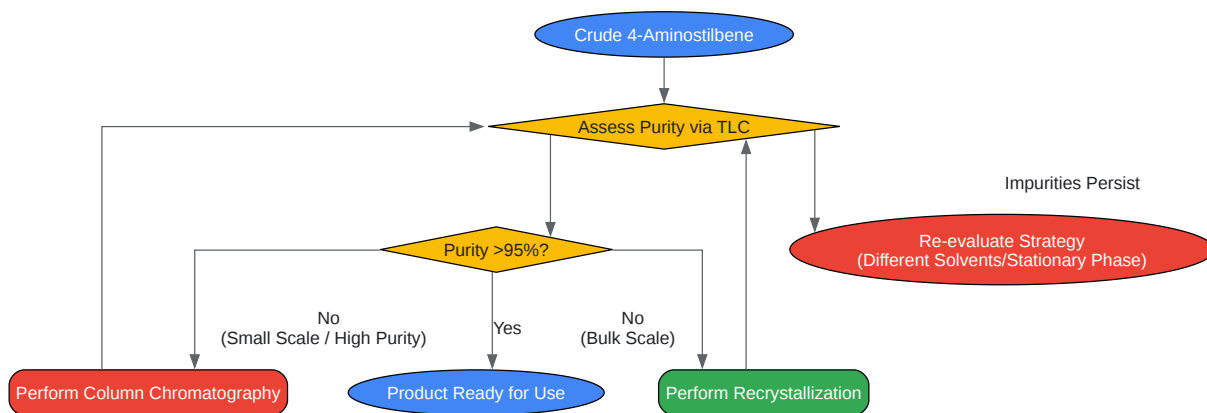 Crude 4-Aminostilbene
Assess Purity via TLC
Impurities Persist
Re-evaluate Strategy
(Different Solvents/Stationary Phase)
Purity >95%?
No
(Small Scale / High Purity)
Yes
No
(Bulk Scale)
Perform Column Chromatography
Product Ready for Use
Perform Recrystallization